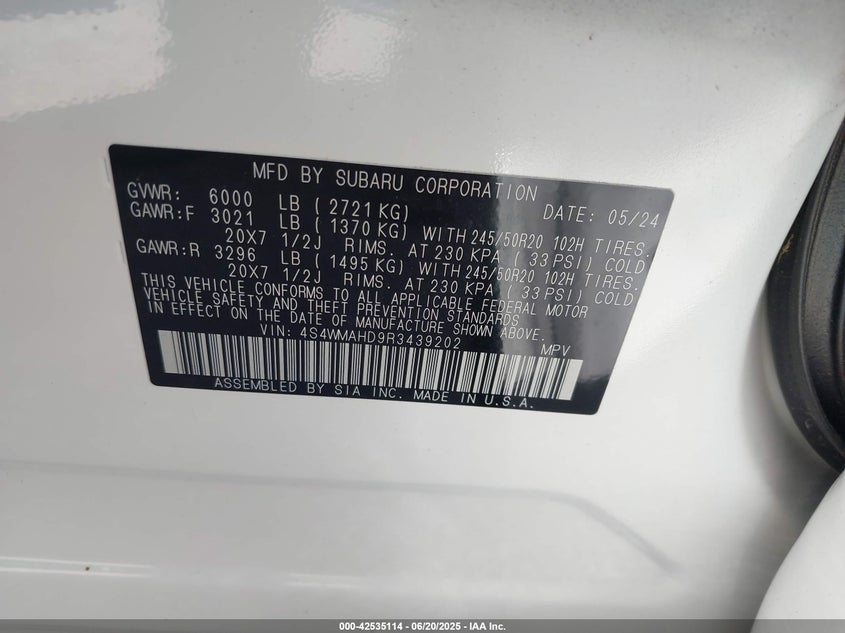 MFD BY SUBARU CORPORATION
GVWR: 6000 LB (2721 KG) DATE: 05/24
GAWR:F 3021 LB (1370 KG) WITH 245/50R20 102H TIRES.
20X7 1/2J RIMS. AT 230 KPA (33 PSI) COLD
GAWR:R 3296 LB (1495 KG) WITH 245/50R20 102H TIRES.
20X7 1/2J RIMS. AT 230 KPA (33 PSI) COLD
THIS VEHICLE CONFORMS TO ALL APPLICABLE FEDERAL MOTOR
VEHICLE SAFETY AND THEFT PREVENTION STANDARDS
IN EFFECT ON THE DATE OF MANUFACTURE SHOWN ABOVE.
VIN: 4S4WMAHD9R3439202 MPV
ASSEMBLED BY SIA INC. MADE IN U.S.A.
000-42535114 - 06/20/2025 - IAA Inc.